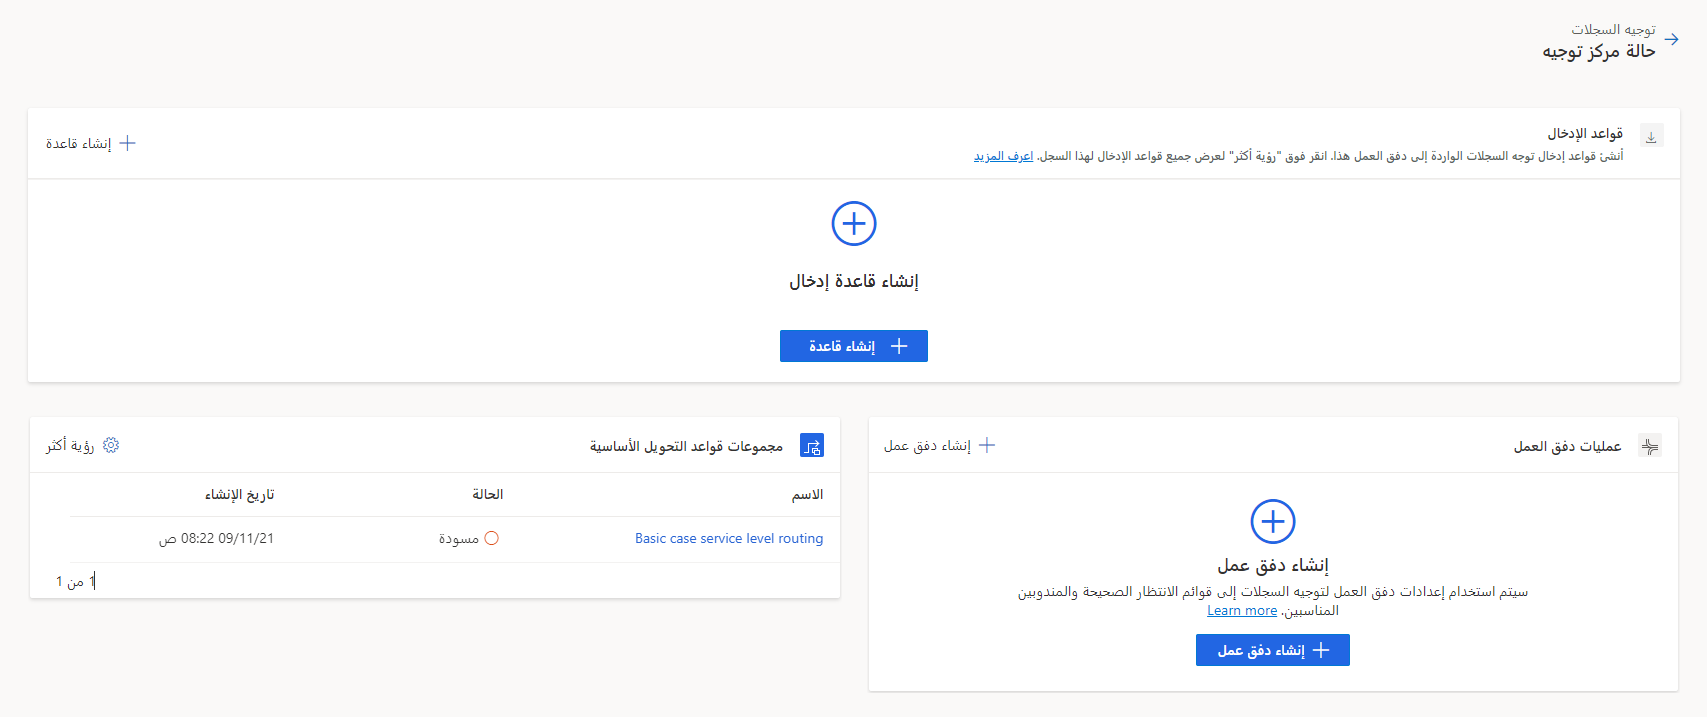 توجيه السجلات
حالة مركز توجيه
قواعد الإدخال
أنشئ قواعد إدخال توجه السجلات الواردة إلى دفق العمل هذا. انقر فوق "رؤية أكثر" لعرض جميع قواعد الإدخال لهذا السجل. اعرف المزيد
إنشاء قاعدة
إنشاء قاعدة إدخال
إنشاء قاعدة
عمليات دفق العمل
إنشاء دفق عمل
إنشاء دفق عمل
سيتم استخدام إعدادات دفق العمل لتوجيه السجلات إلى قوائم الانتظار الصحيحة والمندوبين
المناسبين. Learn more
إنشاء دفق عمل
مجموعات قواعد التحويل الأساسية
رؤية أكثر
الاسم الحالة تاريخ الإنشاء
Basic case service level routing مسودة 09/11/21 08:22 ص
1 من 1